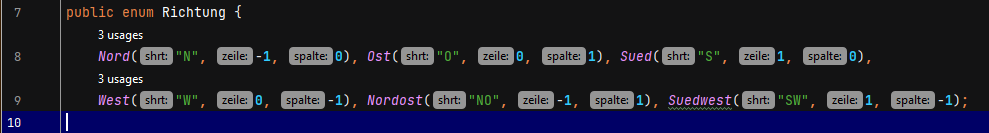 7 public enum Richtung {
3 usages
8 Nord( shrt: "N", zeile: -1, spalte: 0), Ost( shrt: "O", zeile: 0, spalte: 1), Sued( shrt: "S", zeile: 1, spalte: 0),
3 usages
9 West( shrt: "W", zeile: 0, spalte: -1), Nordost( shrt: "NO", zeile: -1, spalte: 1), Suedwest( shrt: "SW", zeile: 1, spalte: -1);
10